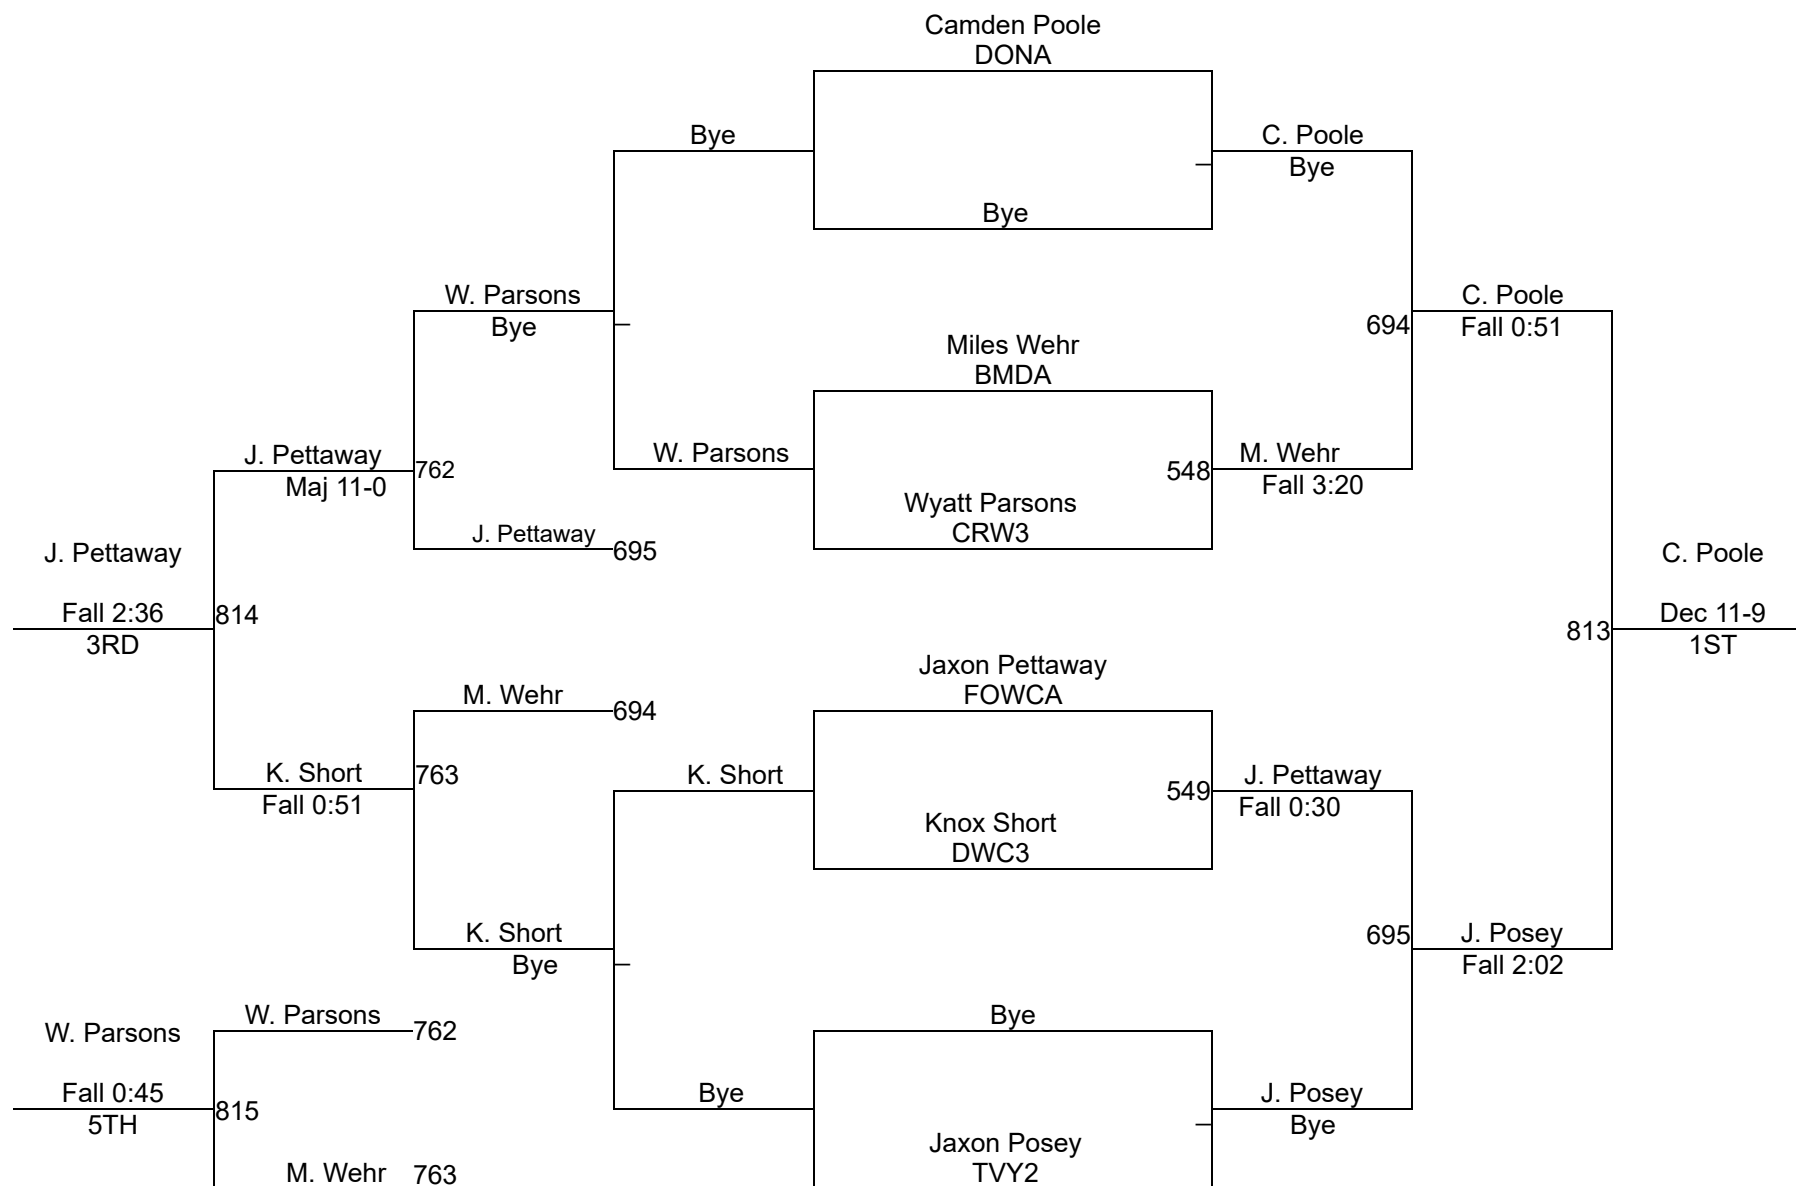 Camden Poole
DONA
Bye
C. Poole
Bye
Bye
W. Parsons
Bye
C. Poole
694
Fall 0:51
Miles Wehr
BMDA
J. Pettaway
762
Maj 11-0
W. Parsons
548
M. Wehr
Fall 3:20
Wyatt Parsons
CRW3
J. Pettaway
695
J. Pettaway
C. Poole
Fall 2:36
814
3RD
813
Dec 11-9
1ST
Jaxon Pettaway
FOWCA
M. Wehr
694
K. Short
763
Fall 0:51
K. Short
549
J. Pettaway
Fall 0:30
Knox Short
DWC3
K. Short
Bye
695
J. Posey
Fall 2:02
W. Parsons
W. Parsons
762
Bye
Fall 0:45
815
5TH
Bye
J. Posey
Bye
Jaxon Posey
TVY2
M. Wehr
763